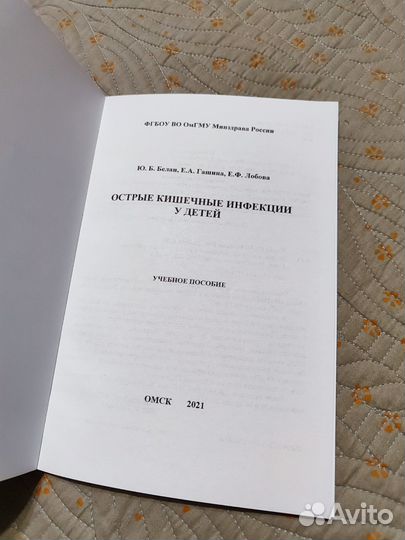 ФГБОУ ВО ОмГМУ Минздрава России
Ю. Б. Белан, Е.А. Гашина, Е.Ф. Лобова
ОСТРЫЕ КИШЕЧНЫЕ ИНФЕКЦИИ
У ДЕТЕЙ
УЧЕБНОЕ ПОСОБИЕ
ОМСК 2021
Avito